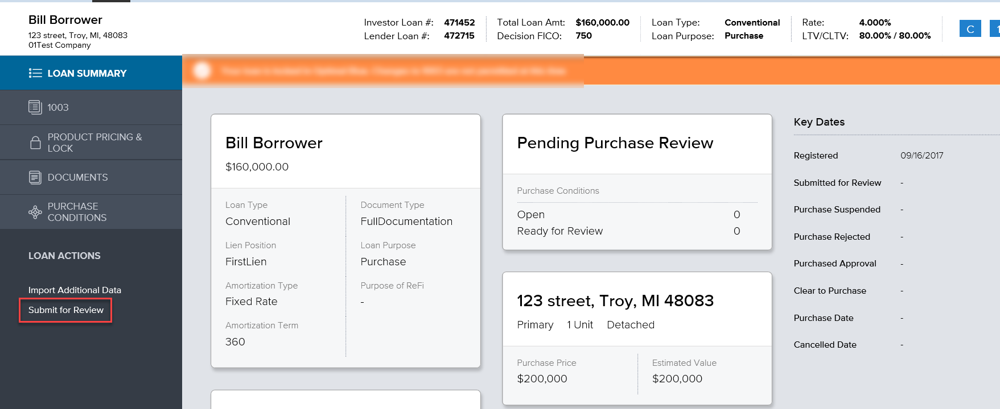 Bill Borrower
123 street, Troy, MI, 48083
01Test Company
Investor Loan #: 471452
Lender Loan #: 472715
Total Loan Amt: $160,000.00
Decision FICO: 750
Loan Type: Conventional
Loan Purpose: Purchase
Rate: 4.000%
LTV/CLTV: 80.00% / 80.00%
C
1
LOAN SUMMARY
1003
PRODUCT PRICING &
LOCK
DOCUMENTS
PURCHASE
CONDITIONS
LOAN ACTIONS
Import Additional Data
Submit for Review
Bill Borrower
$160,000.00
Loan Type
Conventional
Document Type
FullDocumentation
Lien Position
FirstLien
Loan Purpose
Purchase
Amortization Type
Fixed Rate
Purpose of ReFi
-
Amortization Term
360
Pending Purchase Review
Purchase Conditions
Open 0
Ready for Review 0
123 street, Troy, MI 48083
Primary 1 Unit Detached
Purchase Price
$200,000
Estimated Value
$200,000
Key Dates
Registered 09/16/2017
Submitted for Review -
Purchase Suspended -
Purchase Rejected -
Purchased Approval -
Clear to Purchase -
Purchase Date -
Cancelled Date -